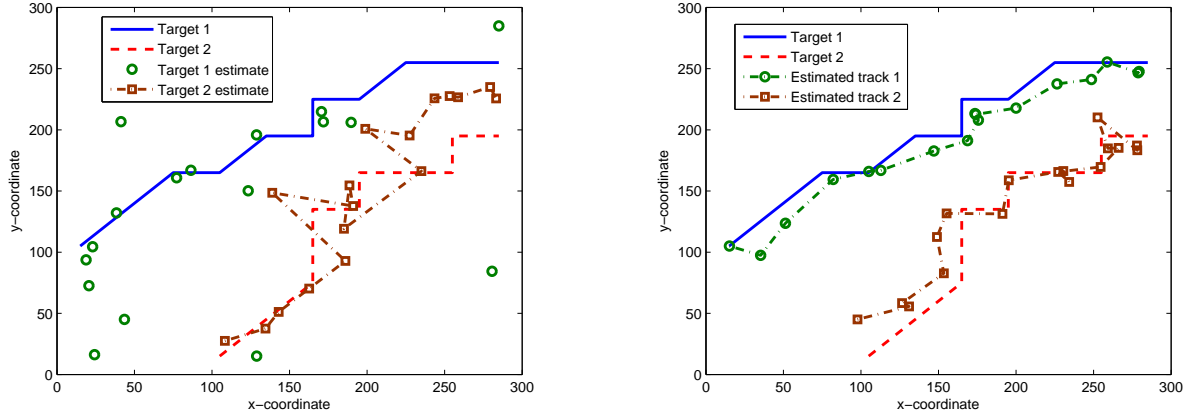 300
250
200
150
100
50
0
y−coordinate
0 50 100 150 200 250 300
x−coordinate
Target 1
Target 2
Target 1 estimate
Target 2 estimate
300
250
200
150
100
50
0
y−coordinate
0 50 100 150 200 250 300
x−coordinate
Target 1
Target 2
Estimated track 1
Estimated track 2